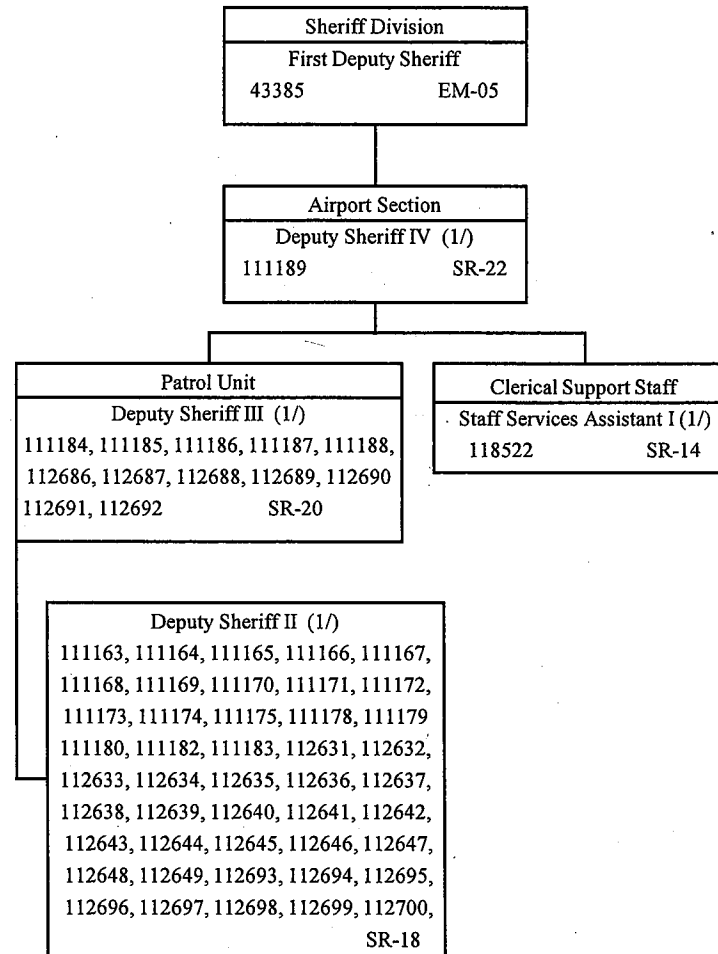 Sheriff Division
First Deputy Sheriff
43385 EM-05
Airport Section
Deputy Sheriff IV (1/)
111189 SR-22
Patrol Unit
Deputy Sheriff III (1/)
111184, 111185, 111186, 111187, 111188,
112686, 112687, 112688, 112689, 112690
112691, 112692 SR-20
Clerical Support Staff
Staff Services Assistant I (1/)
118522 SR-14
Deputy Sheriff II (1/)
111163, 111164, 111165, 111166, 111167,
111168, 111169, 111170, 111171, 111172,
111173, 111174, 111175, 111178, 111179
111180, 111182, 111183, 112631, 112632,
112633, 112634, 112635, 112636, 112637,
112638, 112639, 112640, 112641, 112642,
112643, 112644, 112645, 112646, 112647,
112648, 112649, 112693, 112694, 112695,
112696, 112697, 112698, 112699, 112700,
SR-18